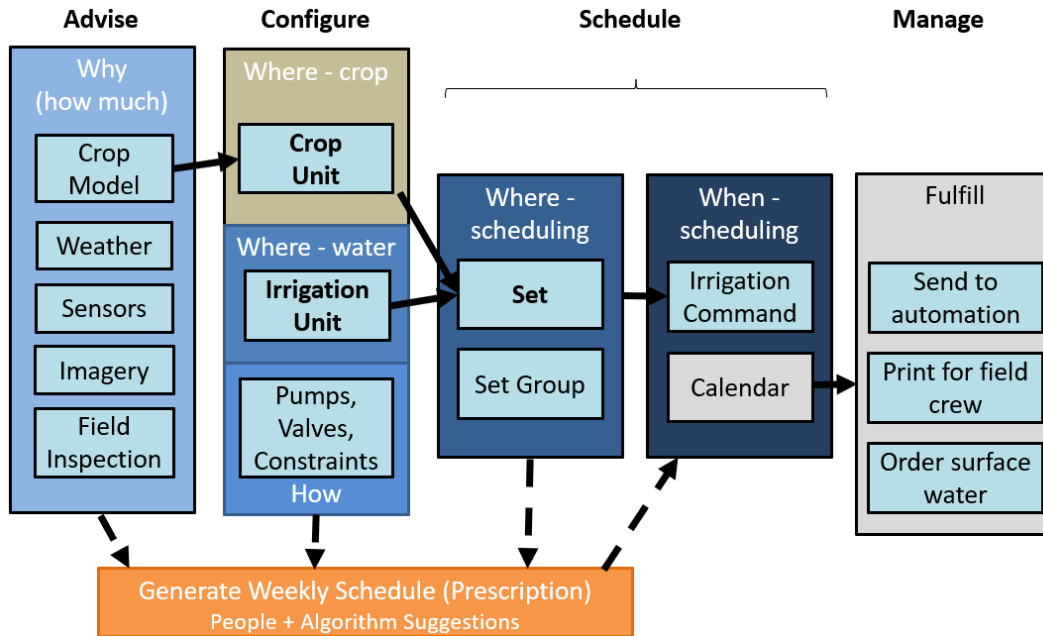 Advise
Configure
Schedule
Manage
Why
(how much)
Crop
Model
Weather
Sensors
Imagery
Field
Inspection
Where - crop
Crop
Unit
Where - water
Irrigation
Unit
Pumps,
Valves,
Constraints
How
Where -
scheduling
Set
Set Group
When -
scheduling
Irrigation
Command
Calendar
Fulfill
Send to
automation
Print for field
crew
Order surface
water
Generate Weekly Schedule (Prescription)
People + Algorithm Suggestions